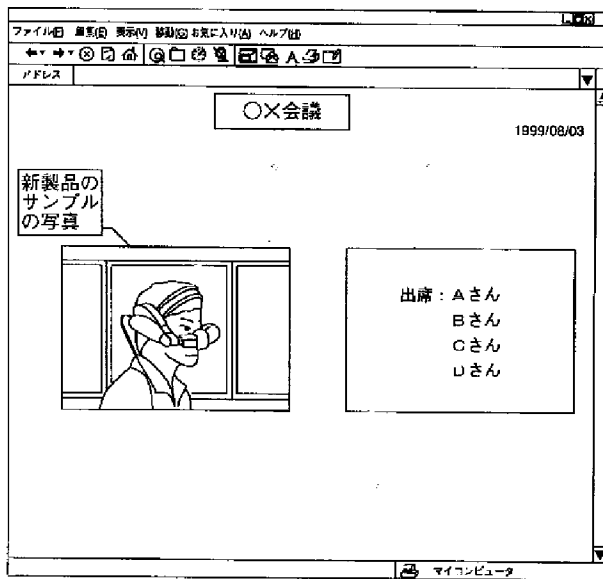 ファイル(F) 編集(E) 表示(V) 移動(G) お気に入り(A) ヘルプ(H)
アドレス
○×会議
1999/08/03
新製品の
サンプル
の写真
出席：Aさん
Bさん
Cさん
Dさん
マイコンピュータ